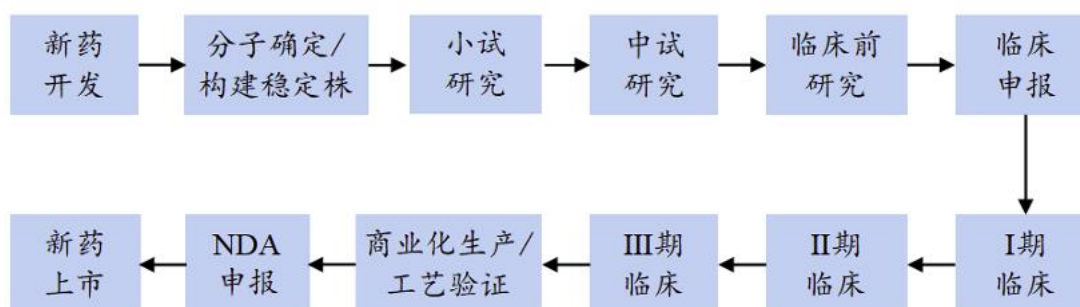 新药
开发
分子确定/
构建稳定株
小试
研究
中试
研究
临床前
研究
临床
申报
I期
临床
II期
临床
III期
临床
商业化生产/
工艺验证
NDA
申报
新药
上市